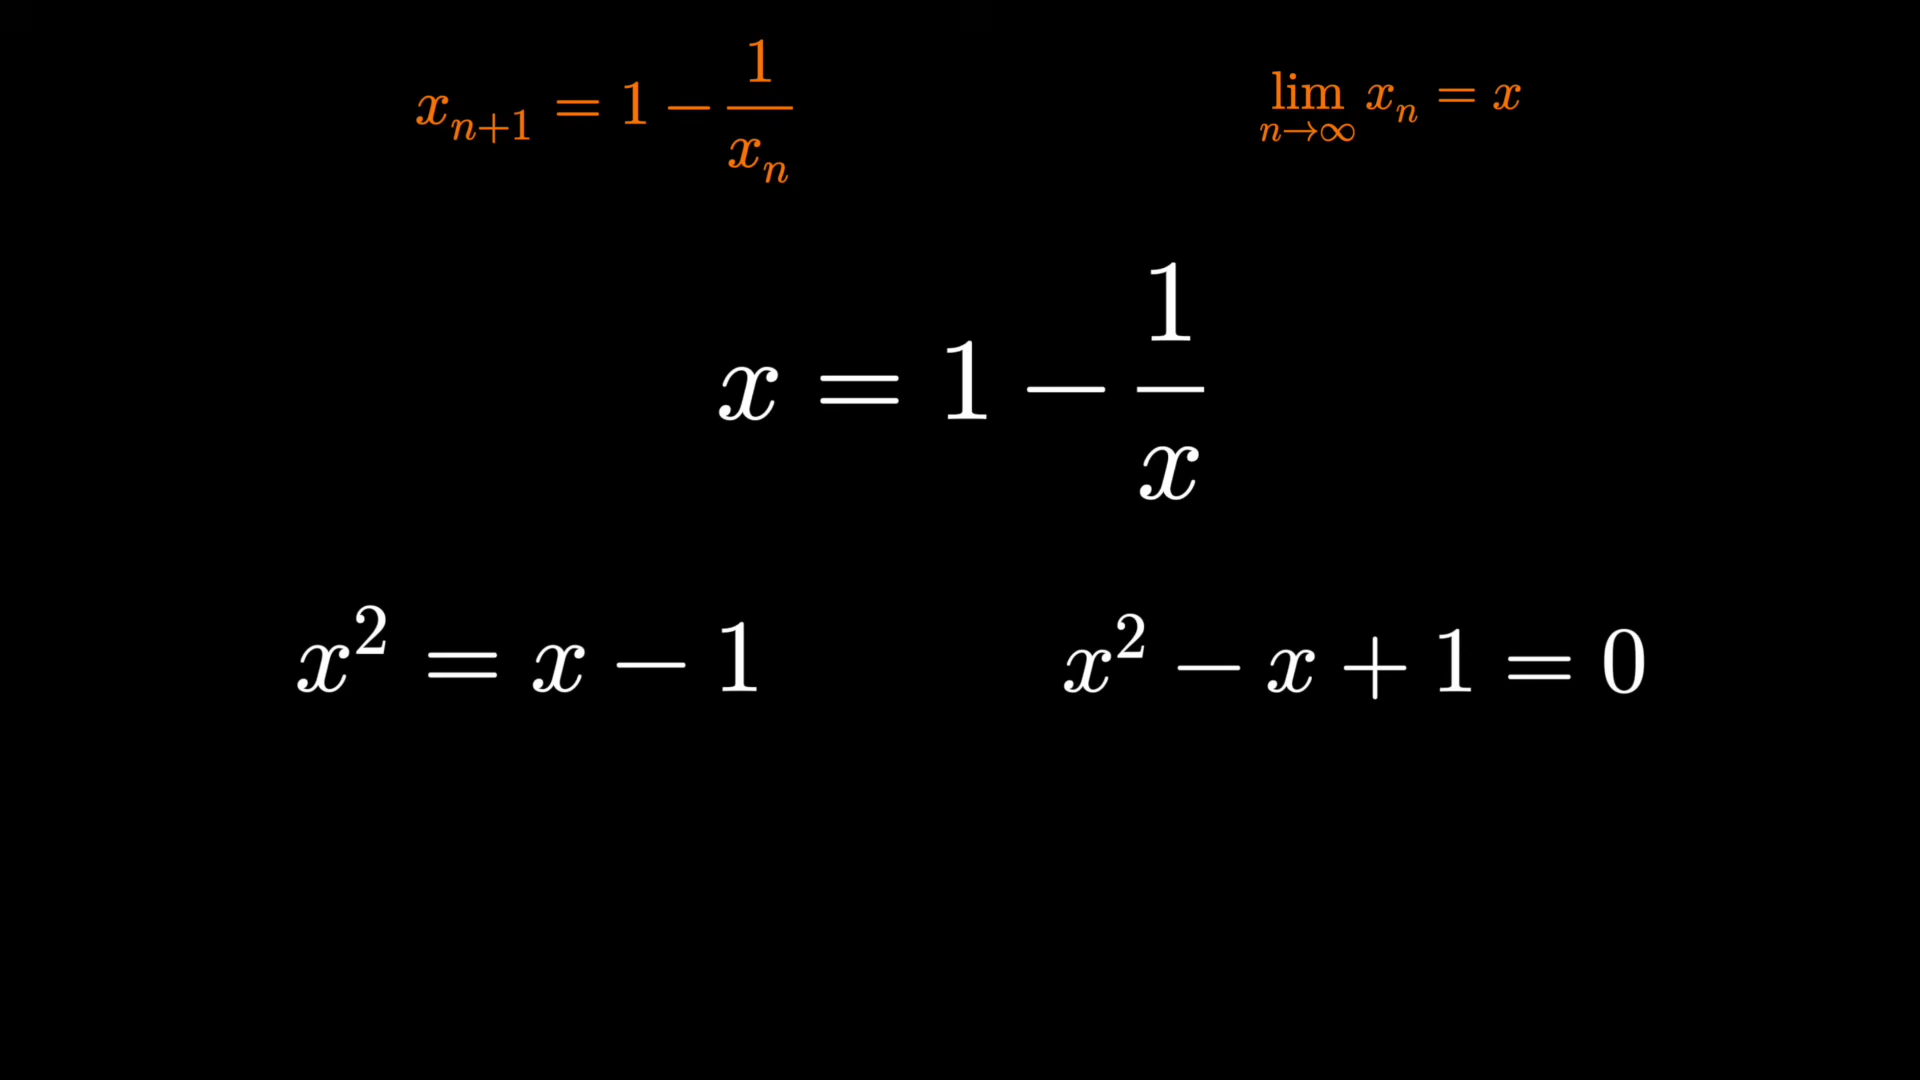 x_{n+1} = 1 - \frac{1}{x_n}
\lim_{n \to \infty} x_n = x
x = 1 - \frac{1}{x}
x^2 = x - 1
x^2 - x + 1 = 0